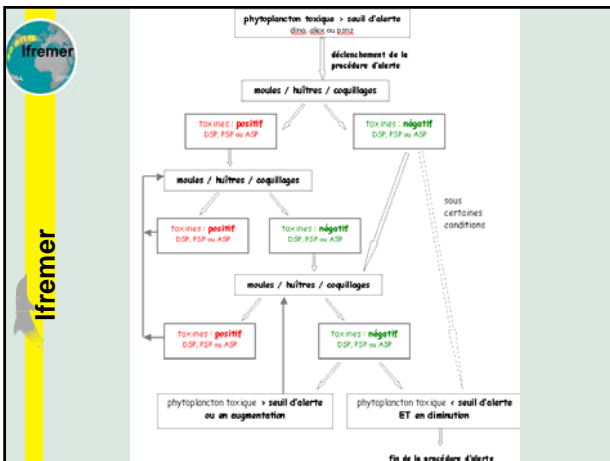 phytoplancton toxique > seuil d'alerte
dino, alex ou psnz
Ifremer
déclenchement de la
procédure d'alerte
moules / huîtres / coquillages
toxines : positif
DSP, PSP ou ASP
toxines : négatif
DSP, PSP ou ASP
moules / huîtres / coquillages
sous
certaines
conditions
toxines : positif
DSP, PSP ou ASP
toxines : négatif
DSP, PSP ou ASP
Ifremer
moules / huîtres / coquillages
toxines : positif
DSP, PSP ou ASP
toxines : négatif
DSP, PSP ou ASP
phytoplancton toxique > seuil d'alerte
ou en augmentation
phytoplancton toxique < seuil d'alerte
ET en diminution
fin de la procédure d'alerte